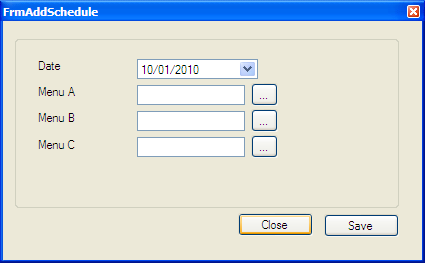 FrmAddSchedule
Date 10/01/2010
Menu A ...
Menu B ...
Menu C ...
Close Save